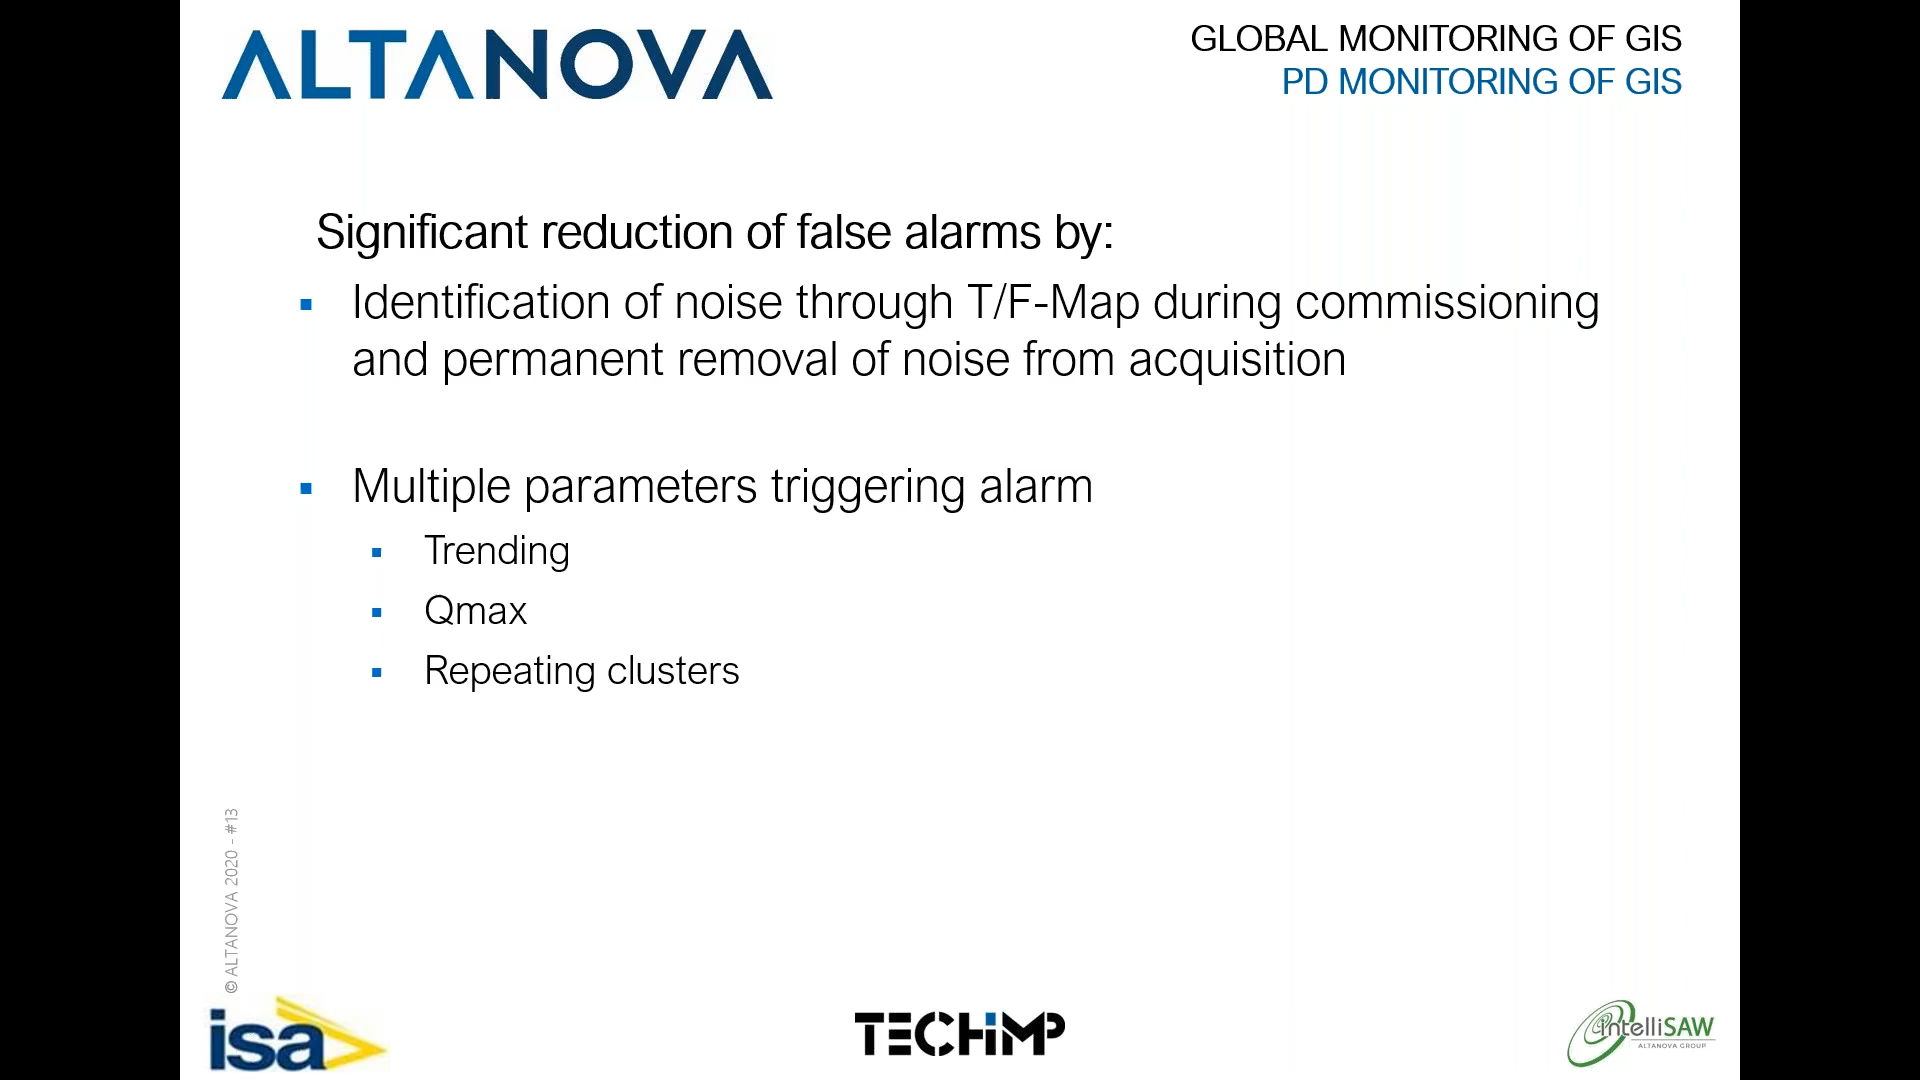 ALTANOVA
GLOBAL MONITORING OF GIS
PD MONITORING OF GIS
Significant reduction of false alarms by:
▪ Identification of noise through T/F-Map during commissioning
and permanent removal of noise from acquisition
▪ Multiple parameters triggering alarm
▪ Trending
▪ Qmax
▪ Repeating clusters
© ALTANOVA 2020 - #13
isa
TECHIMP
intelliSAW
ALTANOVA GROUP